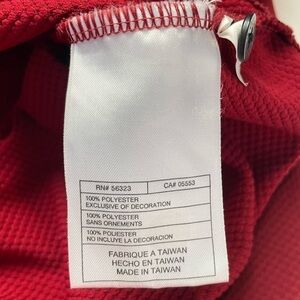 RN# 56323 CA# 05553
100% POLYESTER
EXCLUSIVE OF DECORATION
100% POLYESTER
SANS ORNEMENTS
100% POLIESTER
NO INCLUYE LA DECORACION
FABRIQUE A TAIWAN
HECHO EN TAIWAN
MADE IN TAIWAN